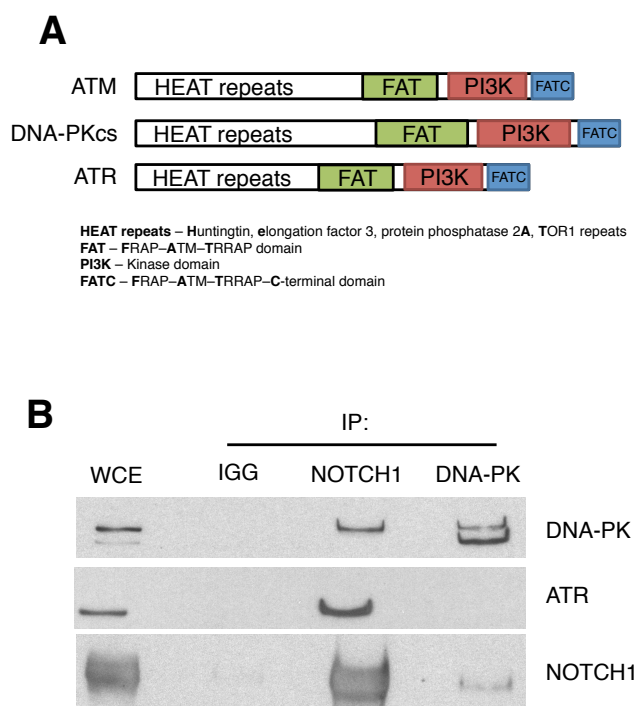 A
ATM HEAT repeats FAT PI3K FATC
DNA-PKcs HEAT repeats FAT PI3K FATC
ATR HEAT repeats FAT PI3K FATC
HEAT repeats – Huntingtin, elongation factor 3, protein phosphatase 2A, TOR1 repeats
FAT – FRAP–ATM–TRRAP domain
PI3K – Kinase domain
FATC – FRAP–ATM–TRRAP–C-terminal domain
B
IP:
WCE IGG NOTCH1 DNA-PK
DNA-PK
ATR
NOTCH1